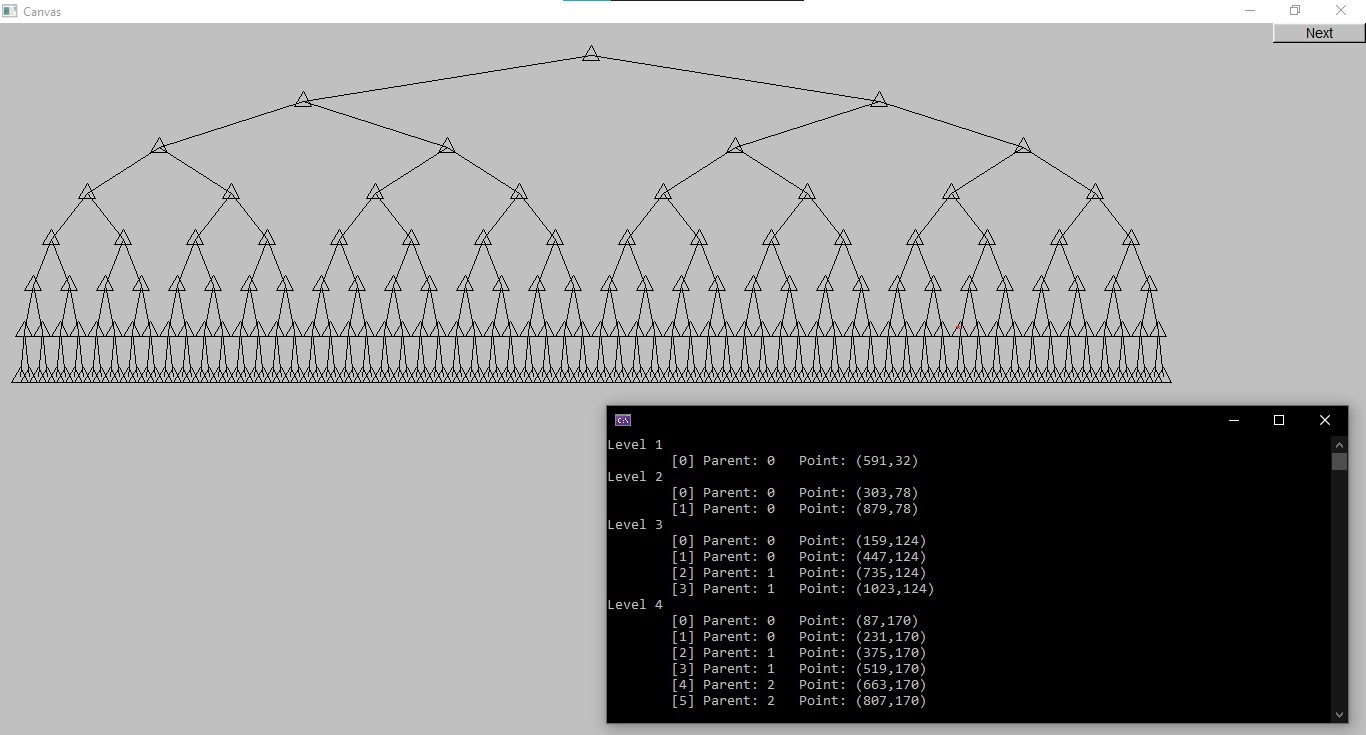 Canvas
Next
C:\
Level 1
[0] Parent: 0 Point: (591,32)
Level 2
[0] Parent: 0 Point: (303,78)
[1] Parent: 0 Point: (879,78)
Level 3
[0] Parent: 0 Point: (159,124)
[1] Parent: 0 Point: (447,124)
[2] Parent: 1 Point: (735,124)
[3] Parent: 1 Point: (1023,124)
Level 4
[0] Parent: 0 Point: (87,170)
[1] Parent: 0 Point: (231,170)
[2] Parent: 1 Point: (375,170)
[3] Parent: 1 Point: (519,170)
[4] Parent: 2 Point: (663,170)
[5] Parent: 2 Point: (807,170)